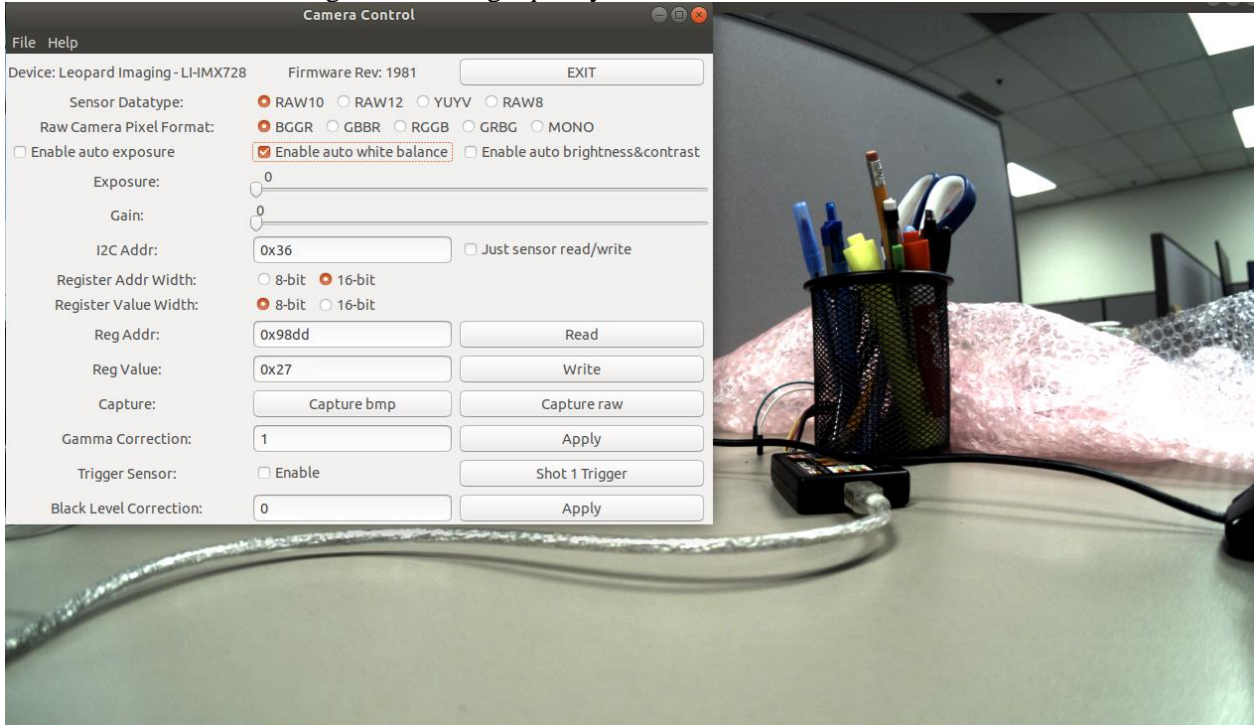 Camera Control
File Help
Device: Leopard Imaging - LI-IMX728 Firmware Rev: 1981 EXIT
Sensor Datatype: RAW10 RAW12 YUYV RAW8
Raw Camera Pixel Format: BGGR GBBR RGGB GRBG MONO
Enable auto exposure Enable auto white balance Enable auto brightness&contrast
Exposure: 0
Gain: 0
I2C Addr: 0x36 Just sensor read/write
Register Addr Width: 8-bit 16-bit
Register Value Width: 8-bit 16-bit
Reg Addr: 0x98dd Read
Reg Value: 0x27 Write
Capture: Capture bmp Capture raw
Gamma Correction: 1 Apply
Trigger Sensor: Enable Shot 1 Trigger
Black Level Correction: 0 Apply